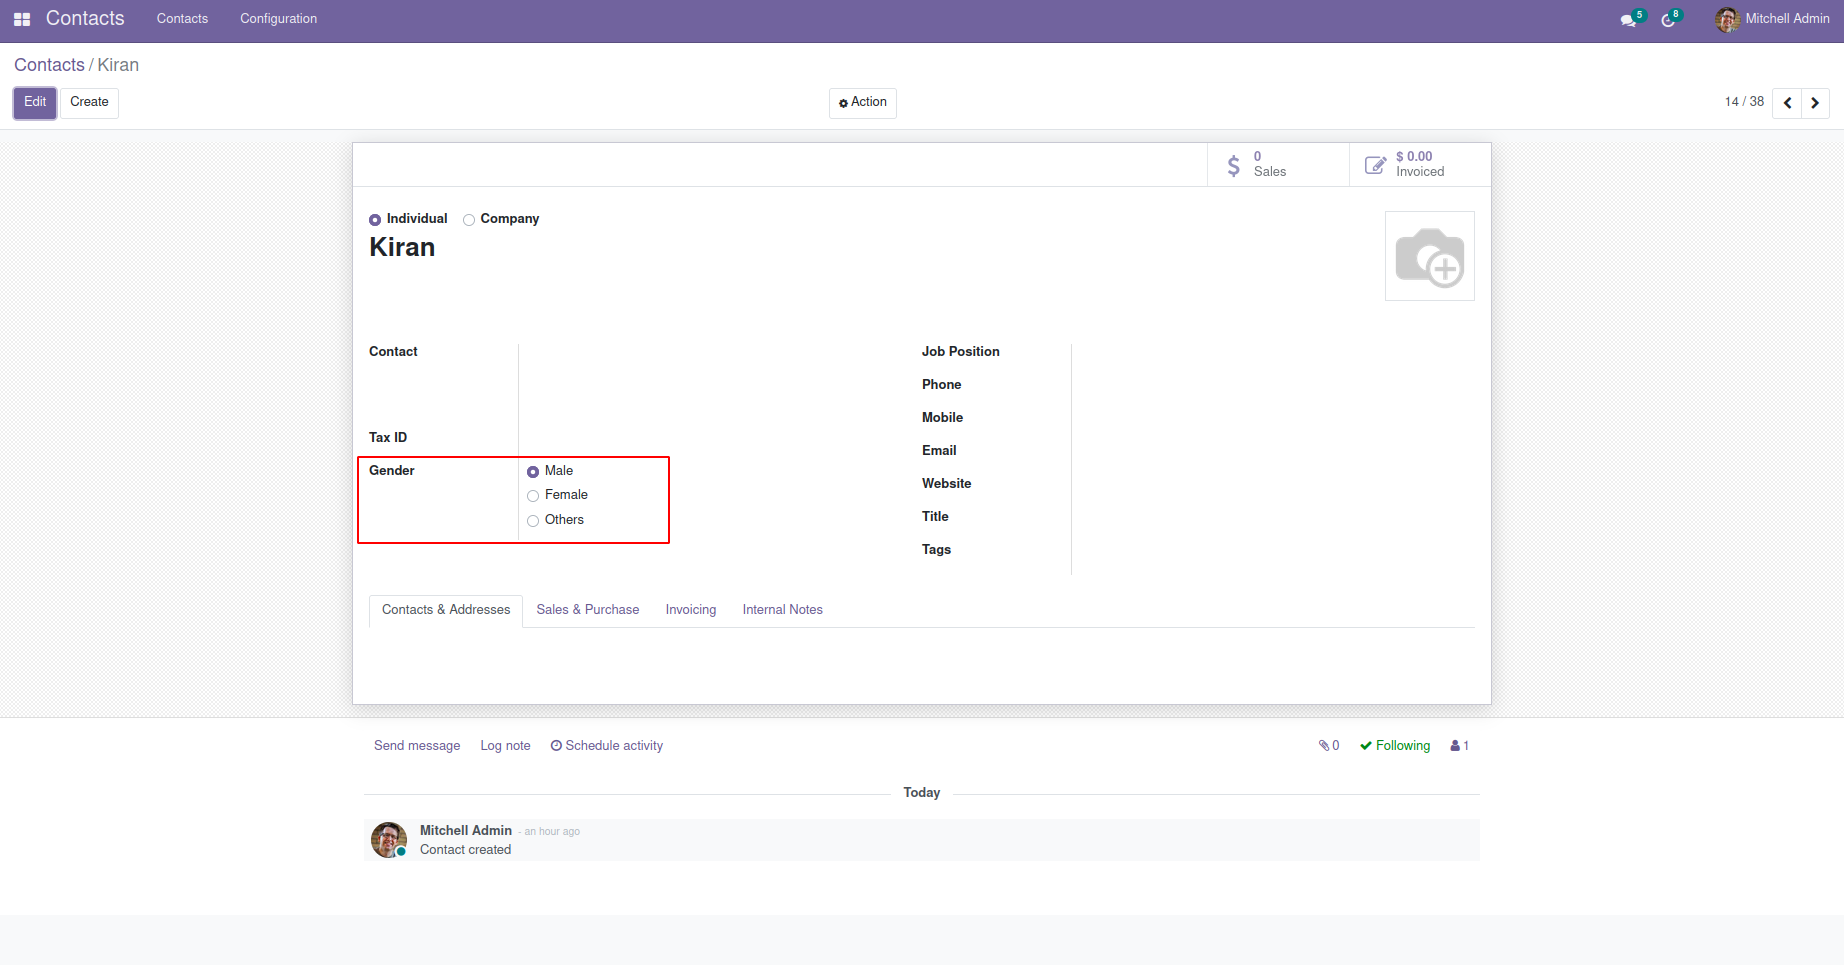 Contacts Contacts Configuration 5 8 Mitchell Admin
Contacts / Kiran
Edit Create Action 14 / 38
0
Sales
$ 0.00
Invoiced
Individual Company
Kiran
Contact
Tax ID
Gender Male
Female
Others
Job Position
Phone
Mobile
Email
Website
Title
Tags
Contacts & Addresses Sales & Purchase Invoicing Internal Notes
Send message Log note Schedule activity 0 Following 1
Today
Mitchell Admin - an hour ago
Contact created